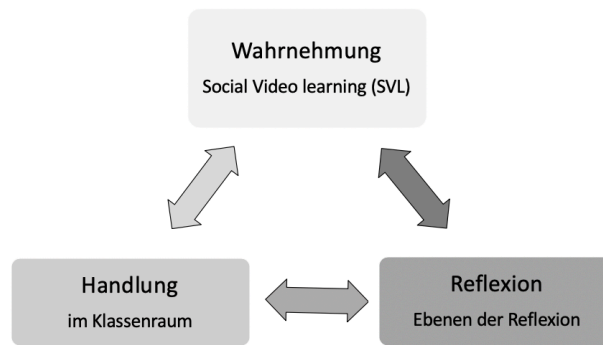 Wahrnehmung
Social Video learning (SVL)
Handlung
im Klassenraum
Reflexion
Ebenen der Reflexion